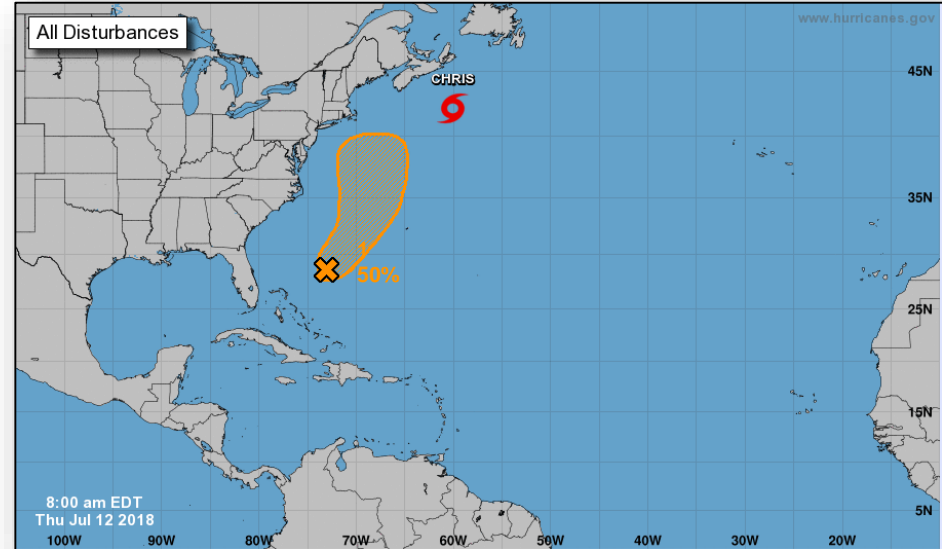 All Disturbances
www.hurricanes.gov
CHRIS
45N
35N
1
50%
25N
15N
5N
8:00 am EDT
Thu Jul 12 2018
100W 90W 80W 70W 60W 50W 40W 30W 20W